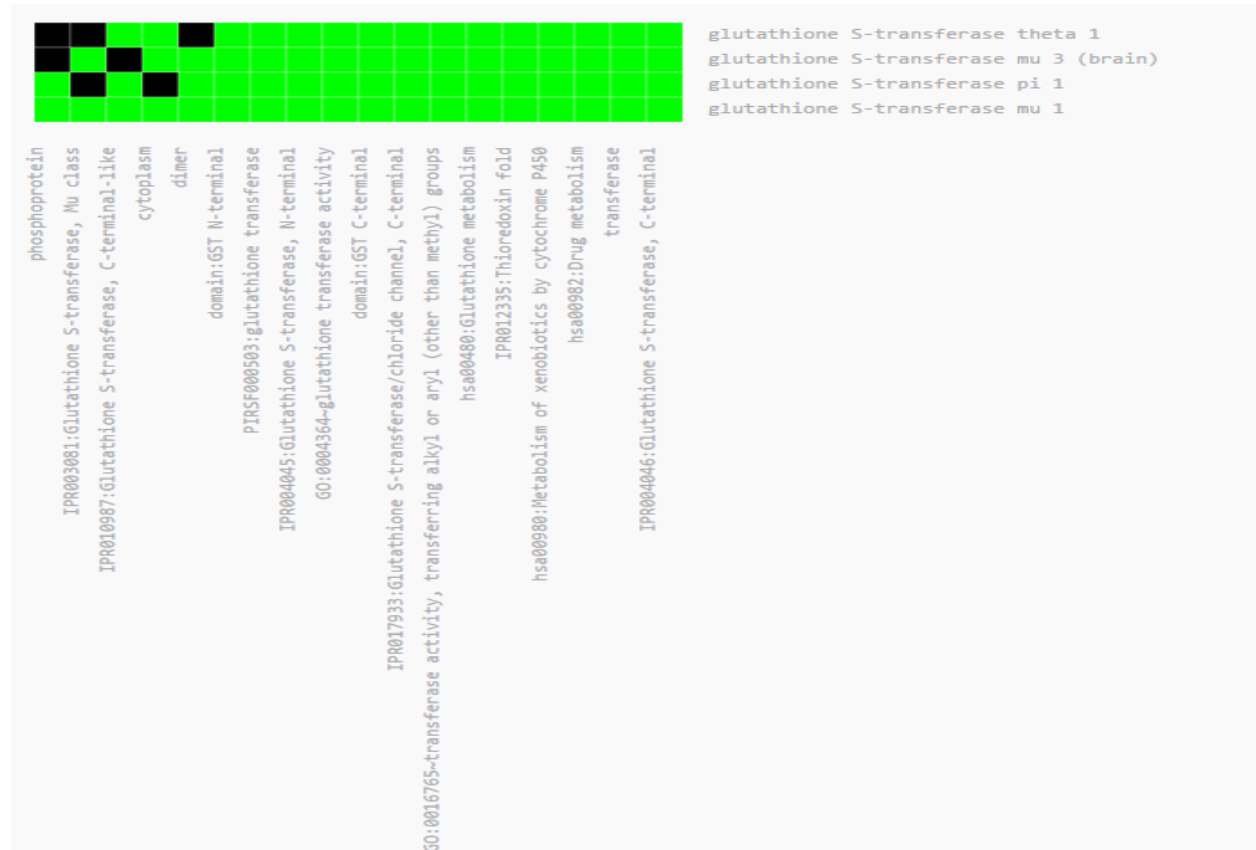 glutathione S-transferase theta 1
glutathione S-transferase mu 3 (brain)
glutathione S-transferase pi 1
glutathione S-transferase mu 1
phosphoprotein
IPR003081:Glutathione S-transferase, Mu class
IPR010987:Glutathione S-transferase, C-terminal-like
cytoplasm
dimer
domain:GST N-terminal
PIRSF000503:glutathione transferase
IPR004045:Glutathione S-transferase, N-terminal
GO:0004364~glutathione transferase activity
domain:GST C-terminal
IPR017933:Glutathione S-transferase/chloride channel, C-terminal
GO:0016765~transferase activity, transferring alkyl or aryl (other than methyl) groups
hsa00480:Glutathione metabolism
IPR012335:Thioredoxin fold
hsa00980:Metabolism of xenobiotics by cytochrome P450
hsa00982:Drug metabolism
transferase
IPR004046:Glutathione S-transferase, C-terminal